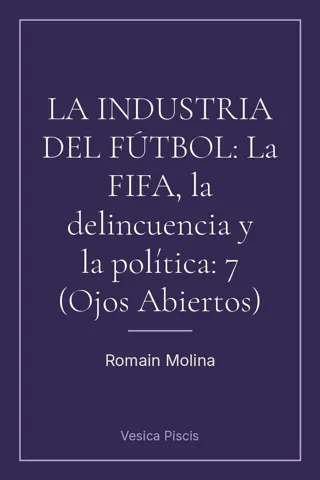 LA INDUSTRIA
DEL FÚTBOL: La
FIFA, la
delincuencia y
la política: 7
(Ojos Abiertos)
Romain Molina
Vesica Piscis